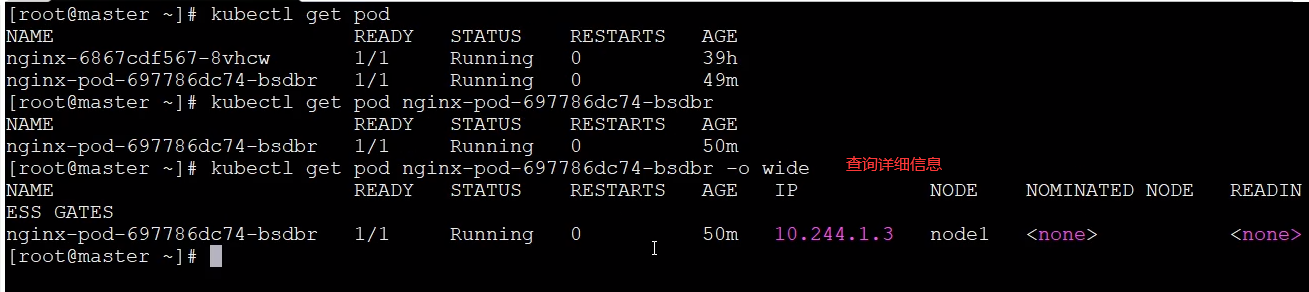 [root@master ~]# kubectl get pod
NAME READY STATUS RESTARTS AGE
nginx-6867cdf567-8vhcw 1/1 Running 0 39h
nginx-pod-697786dc74-bsdbr 1/1 Running 0 49m
[root@master ~]# kubectl get pod nginx-pod-697786dc74-bsdbr
NAME READY STATUS RESTARTS AGE
nginx-pod-697786dc74-bsdbr 1/1 Running 0 50m
[root@master ~]# kubectl get pod nginx-pod-697786dc74-bsdbr -o wide 查询详细信息
NAME READY STATUS RESTARTS AGE IP NODE NOMINATED NODE READIN
ESS GATES
nginx-pod-697786dc74-bsdbr 1/1 Running 0 50m 10.244.1.3 node1 <none> <none>
[root@master ~]#